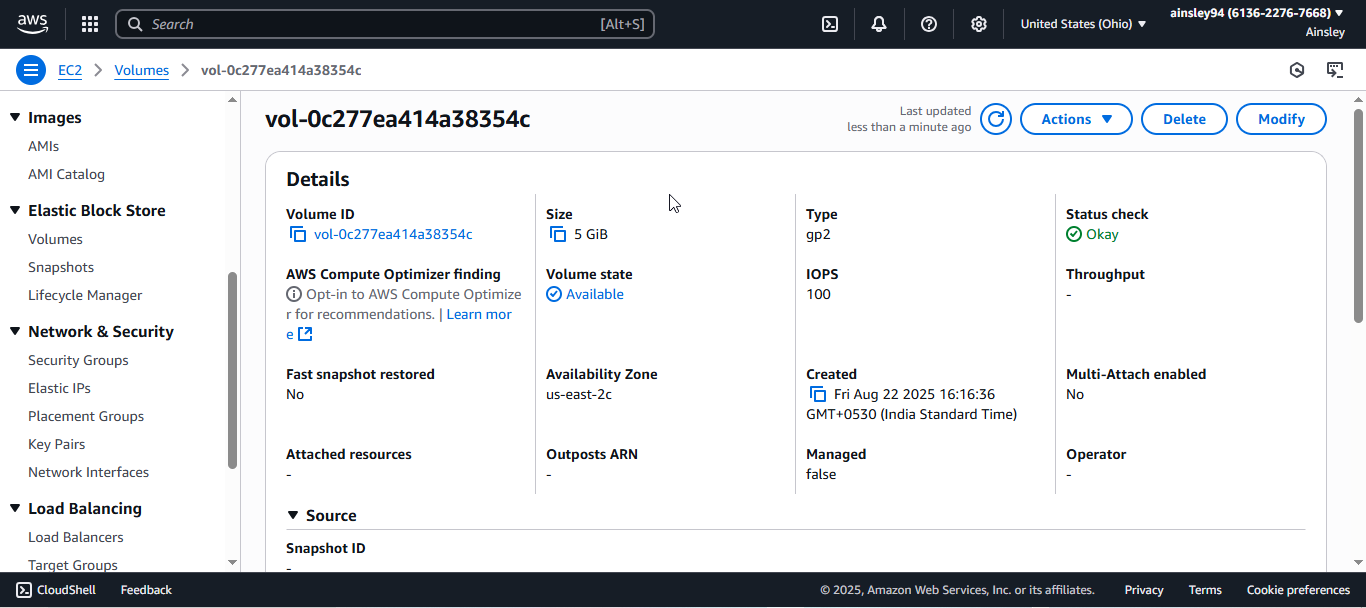 aws
Search [Alt+S]
United States (Ohio)
ainsley94 (6136-2276-7668)
Ainsley
EC2
Volumes
vol-0c277ea414a38354c
Images
AMIs
AMI Catalog
Elastic Block Store
Volumes
Snapshots
Lifecycle Manager
Network & Security
Security Groups
Elastic IPs
Placement Groups
Key Pairs
Network Interfaces
Load Balancing
Load Balancers
Target Groups
vol-0c277ea414a38354c
Last updated
less than a minute ago
Actions
Delete
Modify
Details
Volume ID
vol-0c277ea414a38354c
Size
5 GiB
Type
gp2
Status check
Okay
AWS Compute Optimizer finding
Opt-in to AWS Compute Optimize
r for recommendations. | Learn mor
e
Volume state
Available
IOPS
100
Throughput
-
Fast snapshot restored
No
Availability Zone
us-east-2c
Created
Fri Aug 22 2025 16:16:36
GMT+0530 (India Standard Time)
Multi-Attach enabled
No
Attached resources
-
Outposts ARN
-
Managed
false
Operator
-
Source
Snapshot ID
-
CloudShell
Feedback
© 2025, Amazon Web Services, Inc. or its affiliates.
Privacy
Terms
Cookie preferences